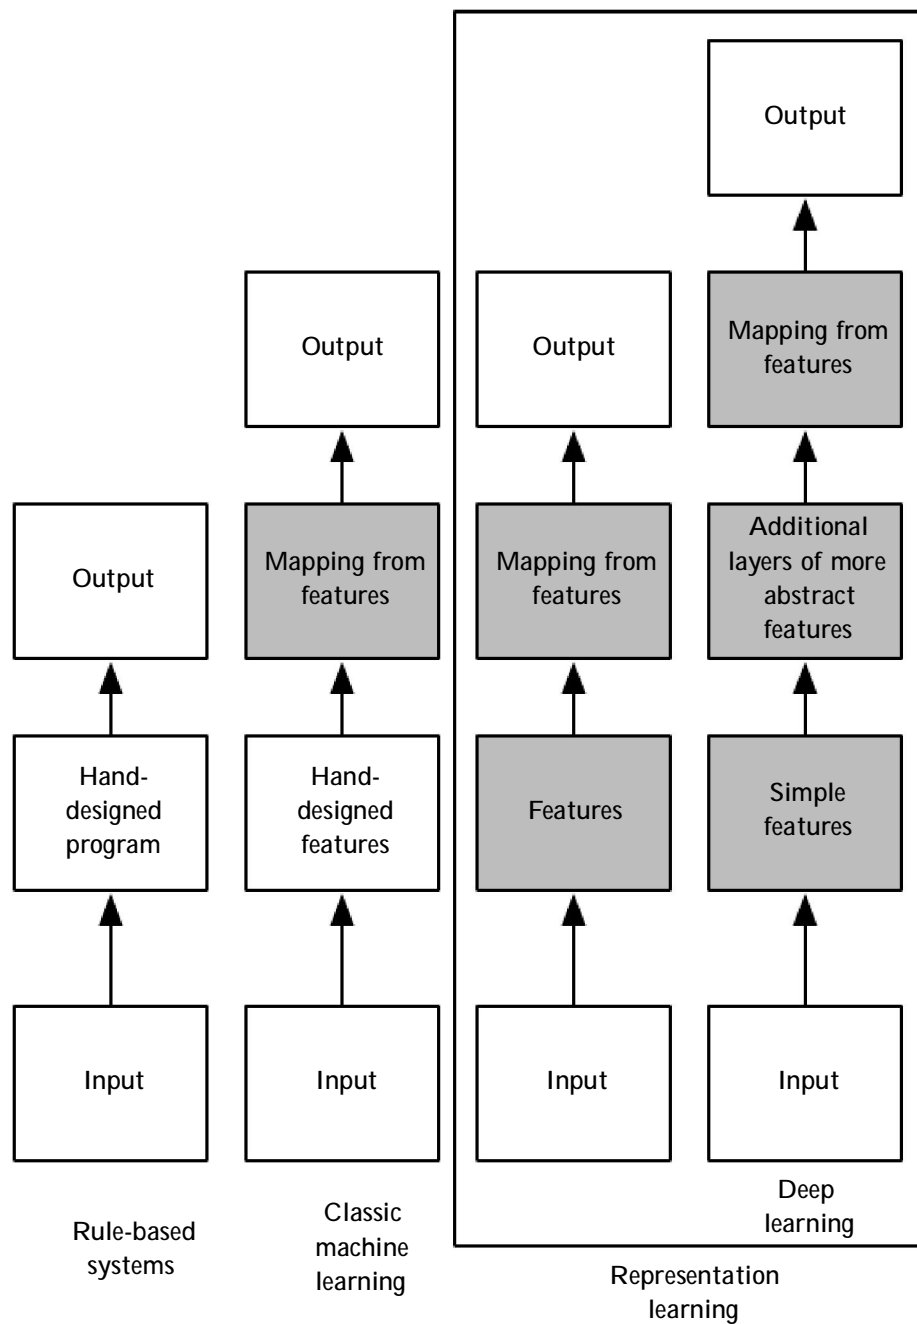 Output
Output
Output
Mapping from
features
Output
Mapping from
features
Mapping from
features
Additional
layers of more
abstract
features
Hand-
designed
program
Hand-
designed
features
Features
Simple
features
Input
Input
Input
Input
Rule-based
systems
Classic
machine
learning
Deep
learning
Representation
learning